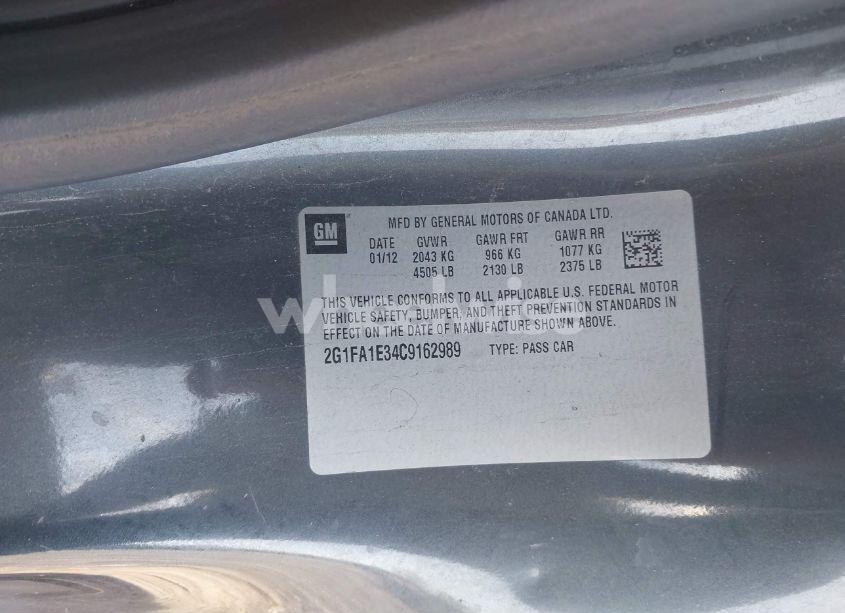 GM
MFD BY GENERAL MOTORS OF CANADA LTD.
DATE GVWR GAWR FRT GAWR RR
01/12 2043 KG 966 KG 1077 KG
4505 LB 2130 LB 2375 LB
THIS VEHICLE CONFORMS TO ALL APPLICABLE U.S. FEDERAL MOTOR
VEHICLE SAFETY, BUMPER, AND THEFT PREVENTION STANDARDS IN
EFFECT ON THE DATE OF MANUFACTURE SHOWN ABOVE.
2G1FA1E34C9162989 TYPE: PASS CAR